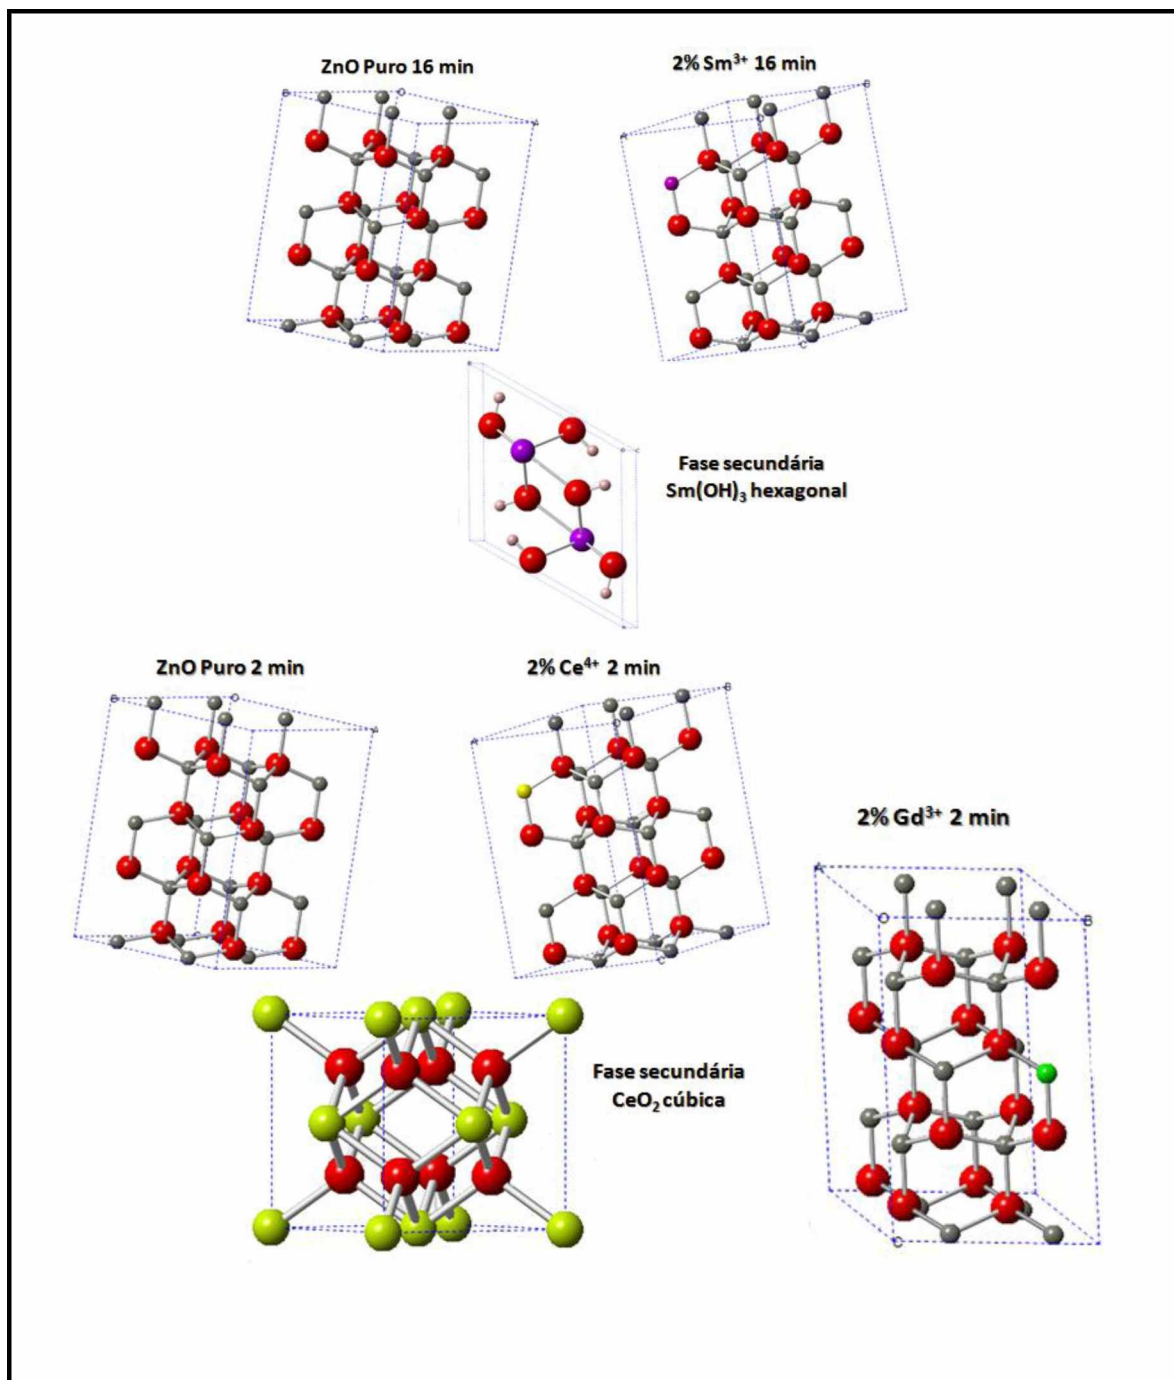 ZnO Puro 16 min
2% Sm³⁺ 16 min
B
O
A
B
O
A
C
Fase secundária
Sm(OH)₃ hexagonal
ZnO Puro 2 min
2% Ce⁴⁺ 2 min
B
O
A
B
O
A
C
2% Gd³⁺ 2 min
A
O
B
C
Fase secundária
CeO₂ cúbica